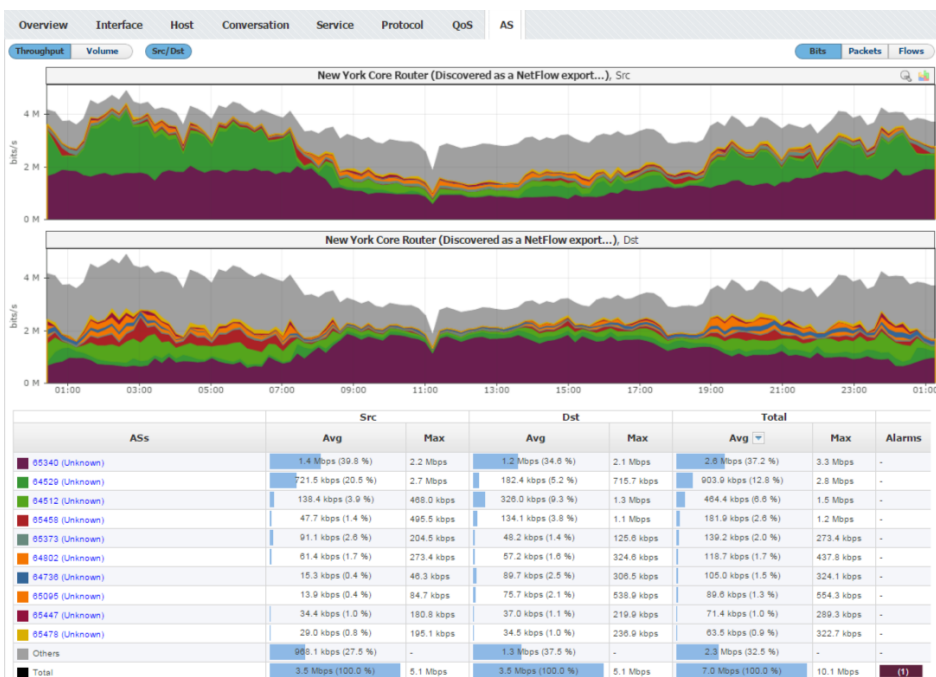 Overview Interface Host Conversation Service Protocol QoS AS
Throughput Volume Src/Dst Bits Packets Flows
New York Core Router (Discovered as a NetFlow export...), Src
bits/s
4 M
2 M
0 M
New York Core Router (Discovered as a NetFlow export...), Dst
bits/s
4 M
2 M
0 M
01:00 03:00 05:00 07:00 09:00 11:00 13:00 15:00 17:00 19:00 21:00 23:00 01:00
Src Dst Total
ASs Avg Max Avg Max Avg Max Alarms
65340 (Unknown) 1.4 Mbps (39.8 %) 2.2 Mbps 1.2 Mbps (34.6 %) 2.1 Mbps 2.6 Mbps (37.2 %) 3.3 Mbps -
64529 (Unknown) 721.5 kbps (20.5 %) 2.7 Mbps 182.4 kbps (5.2 %) 715.7 kbps 903.9 kbps (12.8 %) 2.8 Mbps -
64512 (Unknown) 138.4 kbps (3.9 %) 468.0 kbps 326.0 kbps (9.3 %) 1.3 Mbps 464.4 kbps (6.6 %) 1.5 Mbps -
65458 (Unknown) 47.7 kbps (1.4 %) 495.5 kbps 134.1 kbps (3.8 %) 1.1 Mbps 181.9 kbps (2.6 %) 1.2 Mbps -
65373 (Unknown) 91.1 kbps (2.6 %) 204.5 kbps 48.2 kbps (1.4 %) 125.6 kbps 139.2 kbps (2.0 %) 273.4 kbps -
64802 (Unknown) 61.4 kbps (1.7 %) 273.4 kbps 57.2 kbps (1.6 %) 324.6 kbps 118.7 kbps (1.7 %) 437.8 kbps -
64736 (Unknown) 15.3 kbps (0.4 %) 46.3 kbps 89.7 kbps (2.5 %) 306.5 kbps 105.0 kbps (1.5 %) 324.1 kbps -
65095 (Unknown) 13.9 kbps (0.4 %) 84.7 kbps 75.7 kbps (2.1 %) 538.9 kbps 89.6 kbps (1.3 %) 554.3 kbps -
65447 (Unknown) 34.4 kbps (1.0 %) 180.8 kbps 37.0 kbps (1.1 %) 219.9 kbps 71.4 kbps (1.0 %) 289.3 kbps -
65478 (Unknown) 29.0 kbps (0.8 %) 195.1 kbps 34.5 kbps (1.0 %) 236.9 kbps 63.5 kbps (0.9 %) 322.7 kbps -
Others 968.1 kbps (27.5 %) - 1.3 Mbps (37.5 %) - 2.3 Mbps (32.5 %) - -
Total 3.5 Mbps (100.0 %) 5.1 Mbps 3.5 Mbps (100.0 %) 5.1 Mbps 7.0 Mbps (100.0 %) 10.1 Mbps (1)